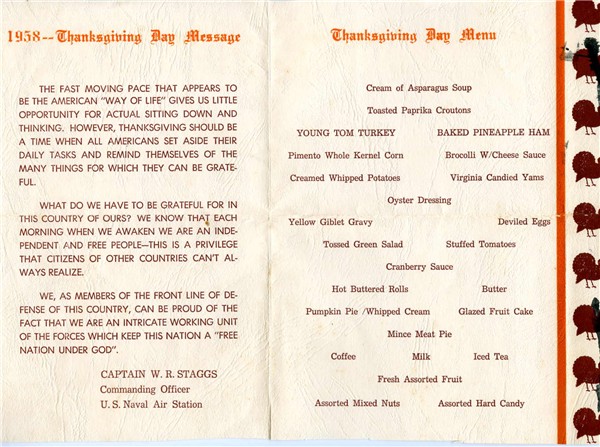 1958--Thanksgiving Day Message
THE FAST MOVING PACE THAT APPEARS TO
BE THE AMERICAN "WAY OF LIFE" GIVES US LITTLE
OPPORTUNITY FOR ACTUAL SITTING DOWN AND
THINKING. HOWEVER, THANKSGIVING SHOULD BE
A TIME WHEN ALL AMERICANS SET ASIDE THEIR
DAILY TASKS AND REMIND THEMSELVES OF THE
MANY THINGS FOR WHICH THEY CAN BE GRATE-
FUL.
WHAT DO WE HAVE TO BE GRATEFUL FOR IN
THIS COUNTRY OF OURS? WE KNOW THAT EACH
MORNING WHEN WE AWAKEN WE ARE AN INDE-
PENDENT AND FREE PEOPLE—THIS IS A PRIVILEGE
THAT CITIZENS OF OTHER COUNTRIES CAN'T AL-
WAYS REALIZE.
WE, AS MEMBERS OF THE FRONT LINE OF DE-
FENSE OF THIS COUNTRY, CAN BE PROUD OF THE
FACT THAT WE ARE AN INTRICATE WORKING UNIT
OF THE FORCES WHICH KEEP THIS NATION A "FREE
NATION UNDER GOD".
CAPTAIN W. R. STAGGS
Commanding Officer
U. S. Naval Air Station
Thanksgiving Day Menu
Cream of Asparagus Soup
Toasted Paprika Croutons
YOUNG TOM TURKEY BAKED PINEAPPLE HAM
Pimento Whole Kernel Corn Brocolli W/Cheese Sauce
Creamed Whipped Potatoes Virginia Candied Yams
Oyster Dressing
Yellow Giblet Gravy Deviled Eggs
Tossed Green Salad Stuffed Tomatoes
Cranberry Sauce
Hot Buttered Rolls Butter
Pumpkin Pie /Whipped Cream Glazed Fruit Cake
Mince Meat Pie
Coffee Milk Iced Tea
Fresh Assorted Fruit
Assorted Mixed Nuts Assorted Hard Candy